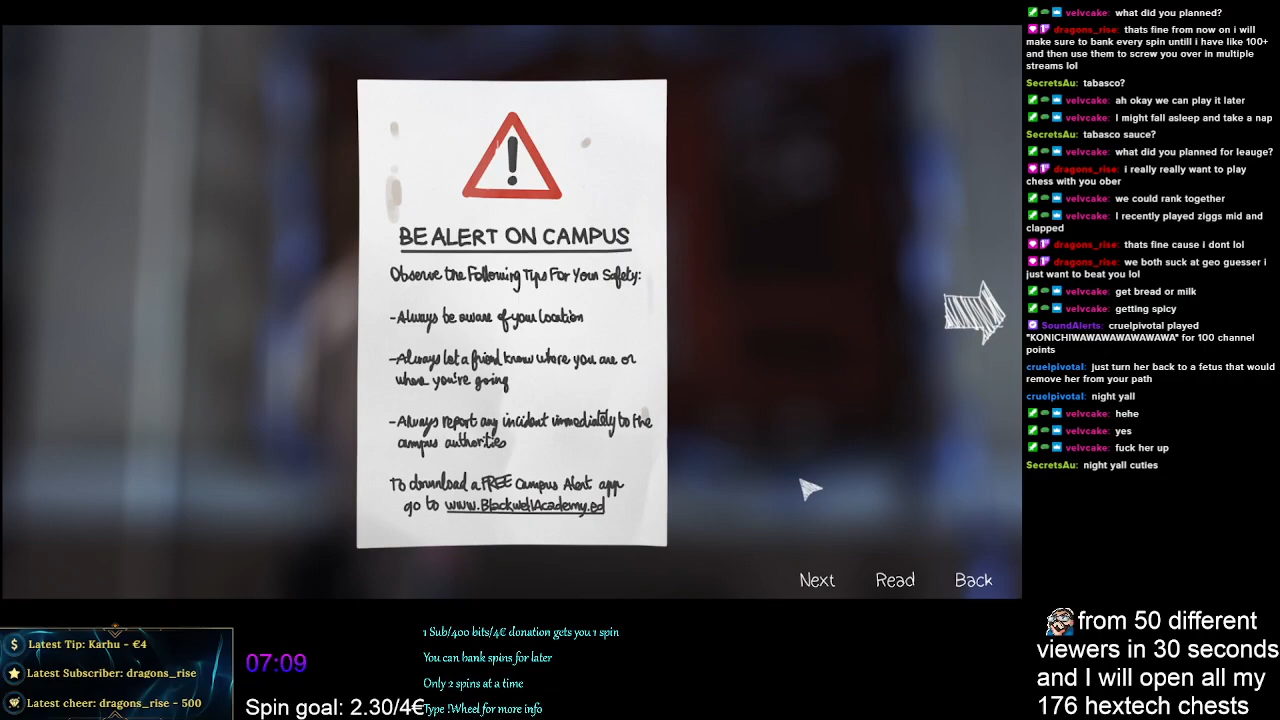 BE ALERT ON CAMPUS
Observe the Following Tips For Your Safety:
-Always be aware of your location
-Always let a friend know where you are or
where you're going
-Always report any incident immediately to the
campus authorities
To download a FREE Campus Alert app
go to www.BlackwellAcademy.ed
Next Read Back
velvcake: what did you planned?
dragons_rise: thats fine from now on i will
make sure to bank every spin untill i have like 100+
and then use them to screw you over in multiple
streams lol
SecretsAu: tabasco?
velvcake: ah okay we can play it later
velvcake: I might fall asleep and take a nap
SecretsAu: tabasco sauce?
velvcake: what did you planned for leauge?
dragons_rise: I really really want to play
chess with you ober
velvcake: we could rank together
velvcake: I recently played ziggs mid and
clapped
dragons_rise: thats fine cause i dont lol
dragons_rise: we both suck at geo guesser i
just want to beat you lol
velvcake: get bread or milk
velvcake: getting spicy
SoundAlerts: cruelpivotal played
"KONICHIWAWAWAWAWAWAWA" for 100 channel
points
cruelpivotal: just turn her back to a fetus that would
remove her from your path
cruelpivotal: night yall
velvcake: hehe
velvcake: yes
velvcake: fuck her up
SecretsAu: night yall cuties
Latest Tip: Karhu - €4
Latest Subscriber: dragons_rise
Latest cheer: dragons_rise - 500
07:09
Spin goal: 2.30/4€
1 Sub/400 bits/4€ donation gets you 1 spin
You can bank spins for later
Only 2 spins at a time
Type !Wheel for more info
from 50 different
viewers in 30 seconds
and I will open all my
176 hextech chests